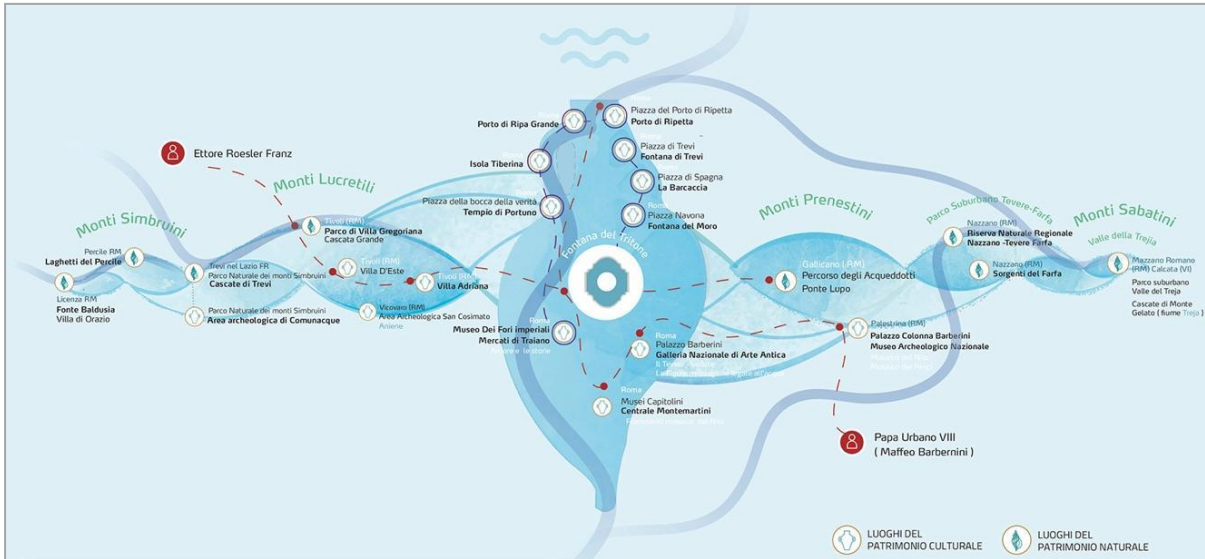 Ettore Roesler Franz
Monti Simbruini
Monti Lucretili
Percile RM
Laghetti del Percile
Licenza RM
Fonte Baldusia
Villa di Orazio
Trevi nel Lazio FR
Parco Naturale dei monti Simbruini
Cascate di Trevi
Parco Naturale dei monti Simbruini
Area archeologica di Comunacque
Tivoli (RM)
Parco di Villa Gregoriana
Cascata Grande
Tivoli (RM)
Villa D'Este
Tivoli (RM)
Villa Adriana
Vicovaro (RM)
Area Archeologica San Cosimato
Aniene
Roma
Porto di Ripa Grande
Roma
Isola Tiberina
Roma
Piazza della bocca della verità
Tempio di Portuno
Roma
Piazza del Porto di Ripetta
Porto di Ripetta
Roma
Piazza di Trevi
Fontana di Trevi
Roma
Piazza di Spagna
La Barcaccia
Roma
Piazza Navona
Fontana del Moro
Fontana del Tritone
Roma
Museo Dei Fori imperiali
Mercati di Traiano
Roma
Palazzo Barberini
Galleria Nazionale di Arte Antica
Roma
Musei Capitolini
Centrale Montemartini
Monti Prenestini
Gallicano (RM)
Percorso degli Acqueddotti
Ponte Lupo
Palestrina (RM)
Palazzo Colonna Barberini
Museo Archeologico Nazionale
Papa Urbano VIII
( Maffeo Barbernini )
Parco Suburbano Tevere-Farfa
Nazzano (RM)
Riserva Naturale Regionale
Nazzano -Tevere Farfa
Nazzano (RM)
Sorgenti del Farfa
Monti Sabatini
Valle della Trejia
Mazzano Romano
(RM) Calcata (VI)
Parco suburbano
Valle del Treja
Cascate di Monte
Gelato ( fiume Treja )
LUOGHI DEL
PATRIMONIO CULTURALE
LUOGHI DEL
PATRIMONIO NATURALE